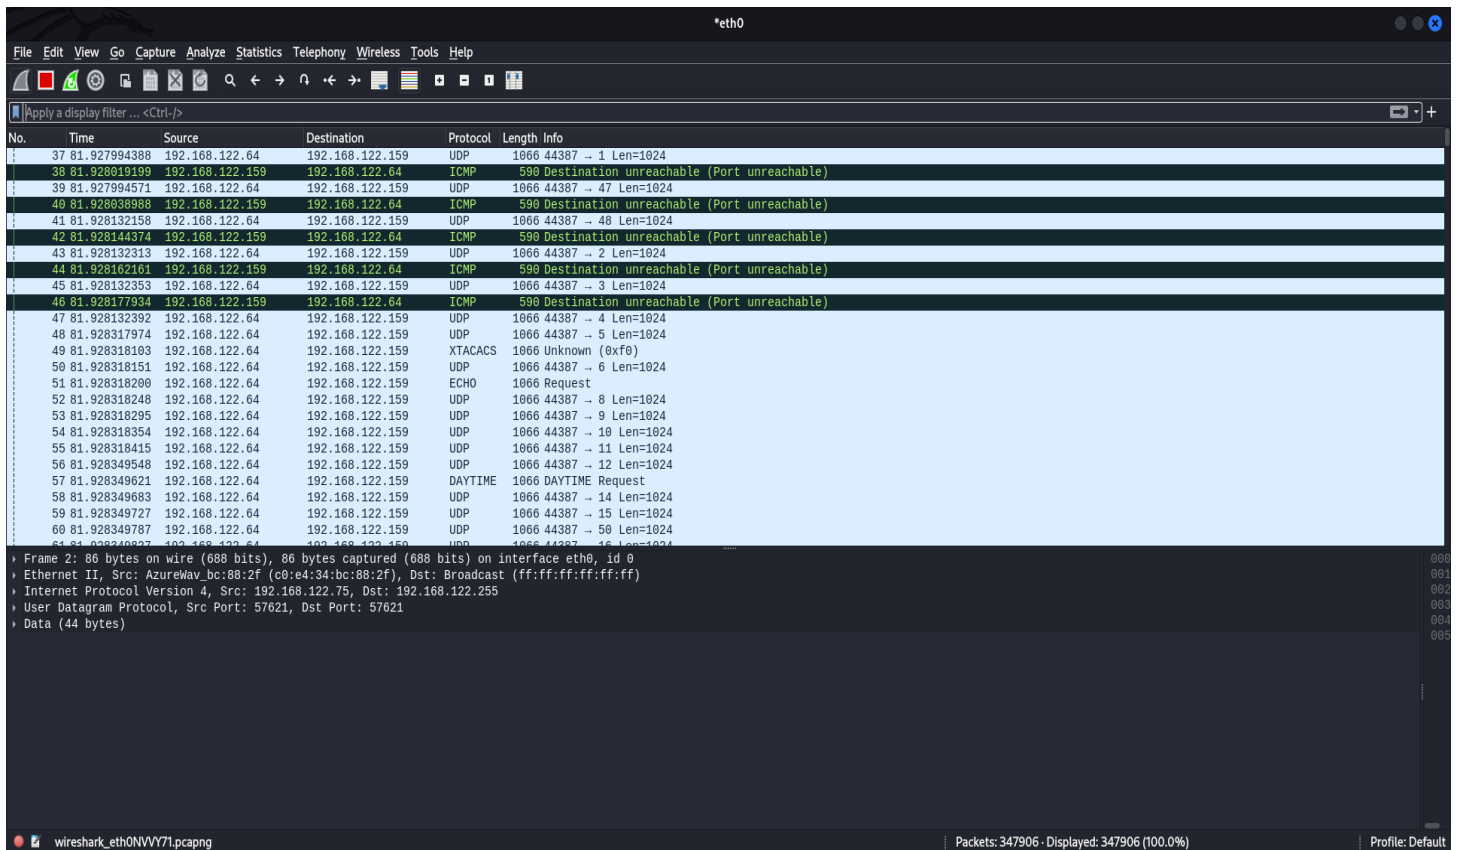 *eth0
File Edit View Go Capture Analyze Statistics Telephony Wireless Tools Help
Apply a display filter ... <Ctrl-/>
No. Time Source Destination Protocol Length Info
37 81.927994388 192.168.122.64 192.168.122.159 UDP 1066 44387 → 1 Len=1024
38 81.928019199 192.168.122.159 192.168.122.64 ICMP 590 Destination unreachable (Port unreachable)
39 81.927994571 192.168.122.64 192.168.122.159 UDP 1066 44387 → 47 Len=1024
40 81.928038988 192.168.122.159 192.168.122.64 ICMP 590 Destination unreachable (Port unreachable)
41 81.928132158 192.168.122.64 192.168.122.159 UDP 1066 44387 → 48 Len=1024
42 81.928144374 192.168.122.159 192.168.122.64 ICMP 590 Destination unreachable (Port unreachable)
43 81.928132313 192.168.122.64 192.168.122.159 UDP 1066 44387 → 2 Len=1024
44 81.928162161 192.168.122.159 192.168.122.64 ICMP 590 Destination unreachable (Port unreachable)
45 81.928132353 192.168.122.64 192.168.122.159 UDP 1066 44387 → 3 Len=1024
46 81.928177934 192.168.122.159 192.168.122.64 ICMP 590 Destination unreachable (Port unreachable)
47 81.928132392 192.168.122.64 192.168.122.159 UDP 1066 44387 → 4 Len=1024
48 81.928317974 192.168.122.64 192.168.122.159 UDP 1066 44387 → 5 Len=1024
49 81.928318103 192.168.122.64 192.168.122.159 XTACACS 1066 Unknown (0xf0)
50 81.928318151 192.168.122.64 192.168.122.159 UDP 1066 44387 → 6 Len=1024
51 81.928318200 192.168.122.64 192.168.122.159 ECHO 1066 Request
52 81.928318248 192.168.122.64 192.168.122.159 UDP 1066 44387 → 8 Len=1024
53 81.928318295 192.168.122.64 192.168.122.159 UDP 1066 44387 → 9 Len=1024
54 81.928318354 192.168.122.64 192.168.122.159 UDP 1066 44387 → 10 Len=1024
55 81.928318415 192.168.122.64 192.168.122.159 UDP 1066 44387 → 11 Len=1024
56 81.928349548 192.168.122.64 192.168.122.159 UDP 1066 44387 → 12 Len=1024
57 81.928349621 192.168.122.64 192.168.122.159 DAYTIME 1066 DAYTIME Request
58 81.928349683 192.168.122.64 192.168.122.159 UDP 1066 44387 → 14 Len=1024
59 81.928349727 192.168.122.64 192.168.122.159 UDP 1066 44387 → 15 Len=1024
60 81.928349787 192.168.122.64 192.168.122.159 UDP 1066 44387 → 50 Len=1024
Frame 2: 86 bytes on wire (688 bits), 86 bytes captured (688 bits) on interface eth0, id 0
Ethernet II, Src: AzureWav_bc:88:2f (c0:e4:34:bc:88:2f), Dst: Broadcast (ff:ff:ff:ff:ff:ff)
Internet Protocol Version 4, Src: 192.168.122.75, Dst: 192.168.122.255
User Datagram Protocol, Src Port: 57621, Dst Port: 57621
Data (44 bytes)
000
001
002
003
004
005
wireshark_eth0NVVY71.pcapng Packets: 347906 · Displayed: 347906 (100.0%) Profile: Default